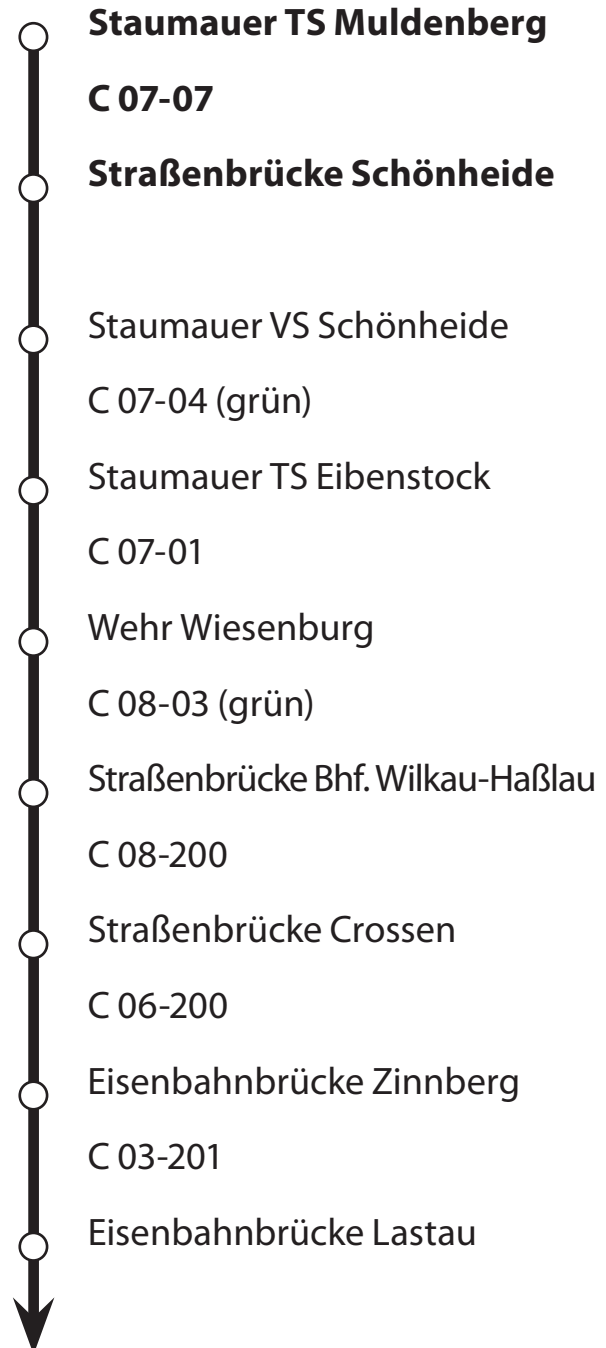 Staumauer TS Muldenberg
C 07-07
Straßenbrücke Schönheide
Staumauer VS Schönheide
C 07-04 (grün)
Staumauer TS Eibenstock
C 07-01
Wehr Wiesenburg
C 08-03 (grün)
Straßenbrücke Bhf. Wilkau-Haßlau
C 08-200
Straßenbrücke Crossen
C 06-200
Eisenbahnbrücke Zinnberg
C 03-201
Eisenbahnbrücke Lastau